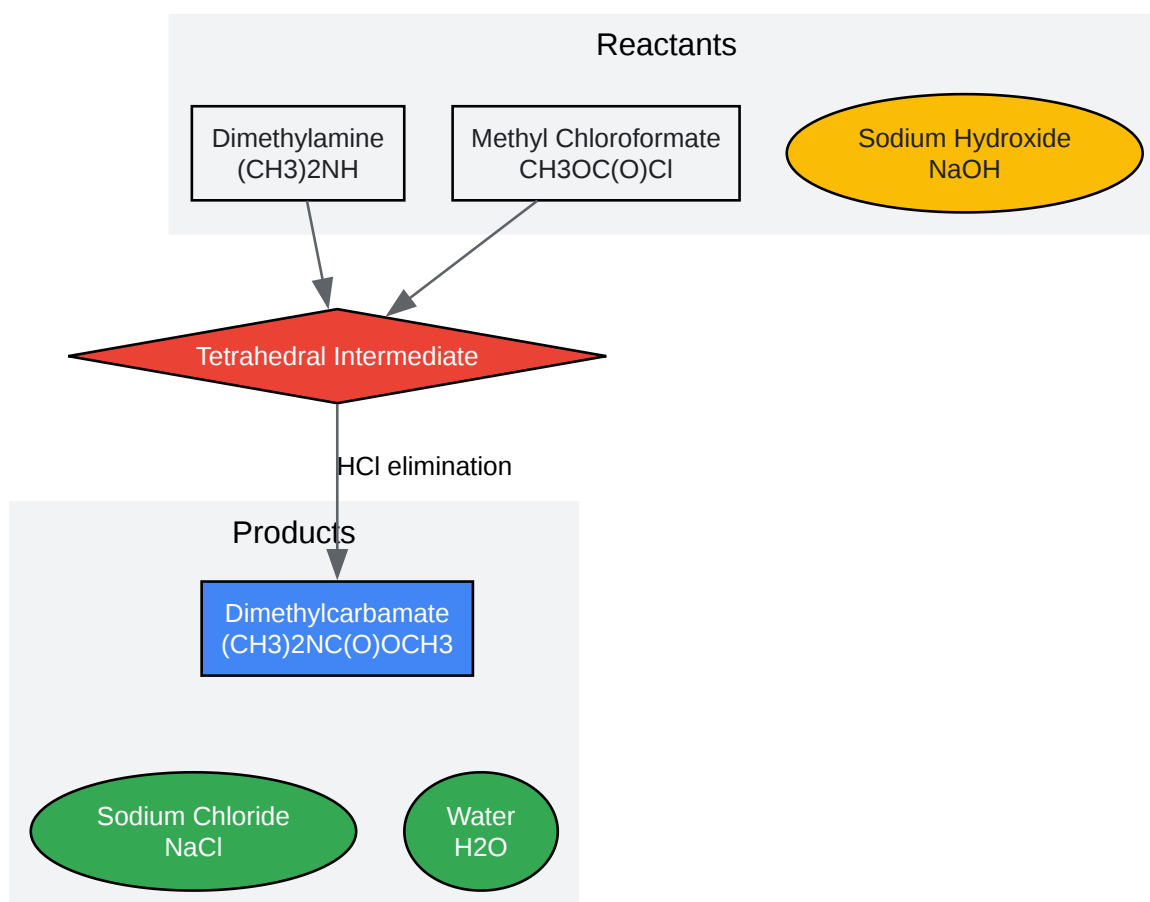 Reactants
Dimethylamine
(CH3)2NH
Methyl Chloroformate
CH3OC(O)Cl
Sodium Hydroxide
NaOH
Tetrahedral Intermediate
HCl elimination
Products
Dimethylcarbamate
(CH3)2NC(O)OCH3
Sodium Chloride
NaCl
Water
H2O